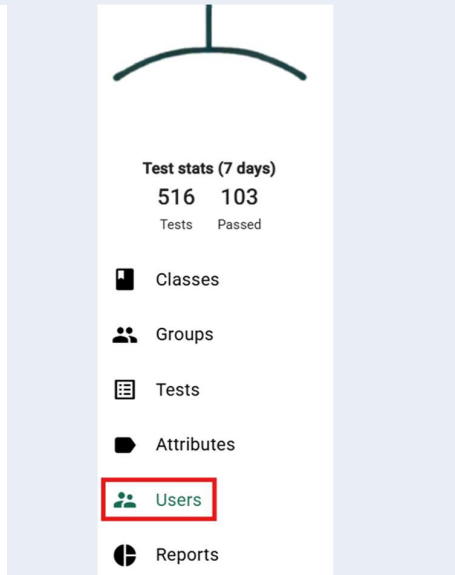 Test stats (7 days)
516 103
Tests Passed
Classes
Groups
Tests
Attributes
Users
Reports